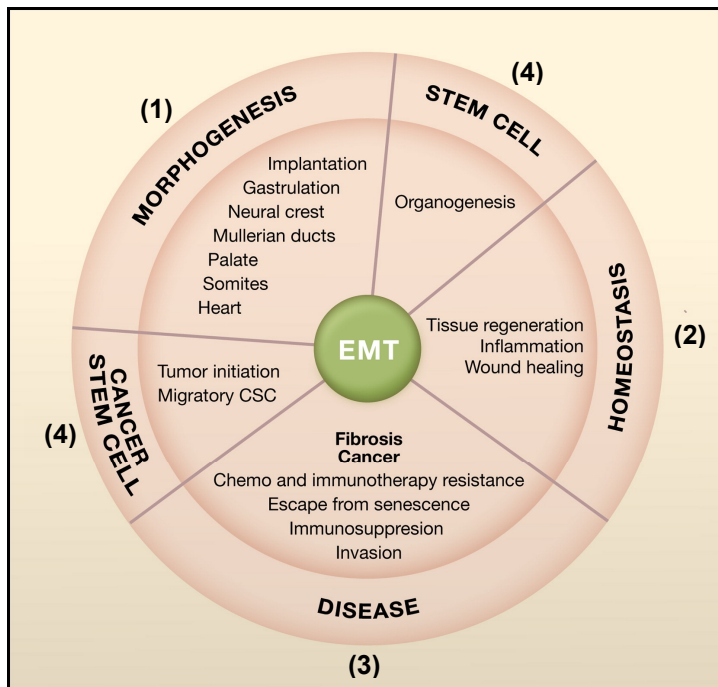 (1)
MORPHOGENESIS
Implantation
Gastrulation
Neural crest
Mullerian ducts
Palate
Somites
Heart
(4)
STEM CELL
Organogenesis
(2)
HOMEOSTASIS
Tissue regeneration
Inflammation
Wound healing
EMT
(4)
CANCER
STEM CELL
Tumor initiation
Migratory CSC
Fibrosis
Cancer
Chemo and immunotherapy resistance
Escape from senescence
Immunosuppresion
Invasion
DISEASE
(3)